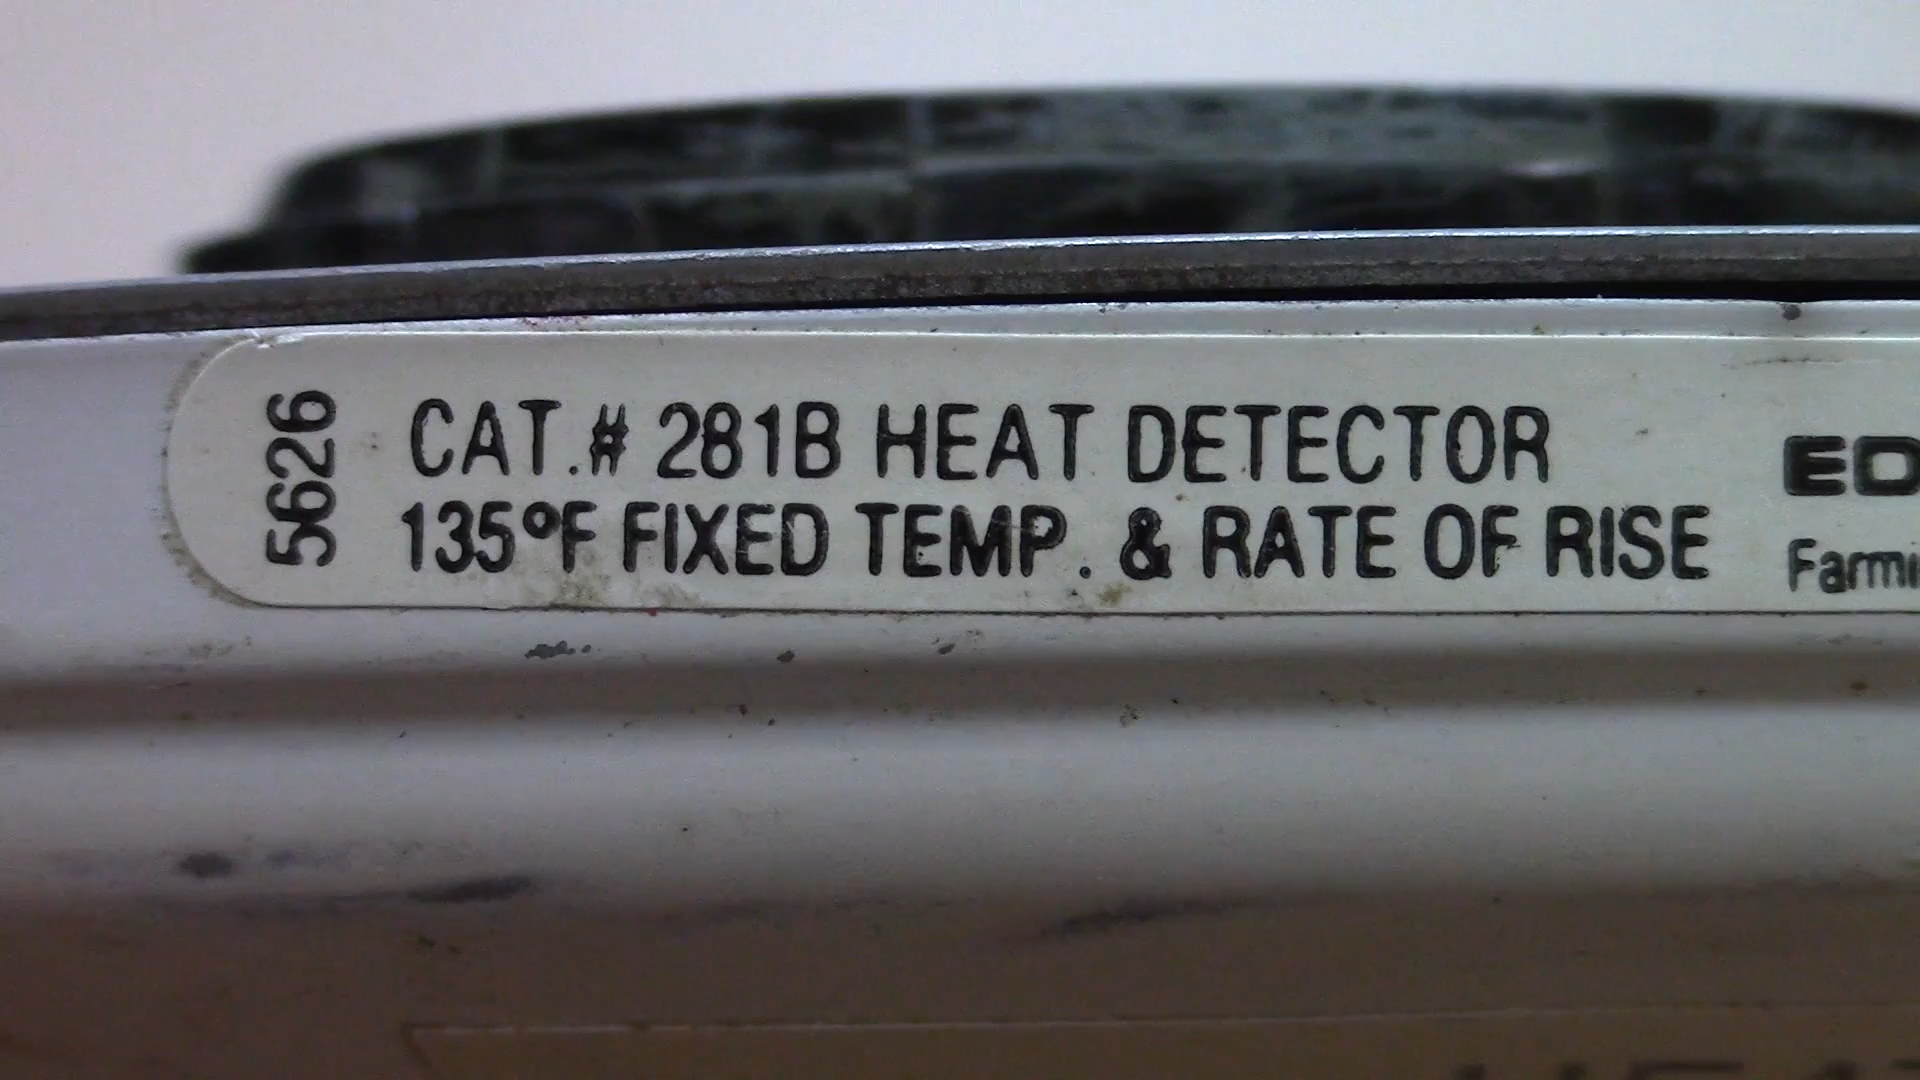 5626
CAT.# 281B HEAT DETECTOR
135°F FIXED TEMP. & RATE OF RISE